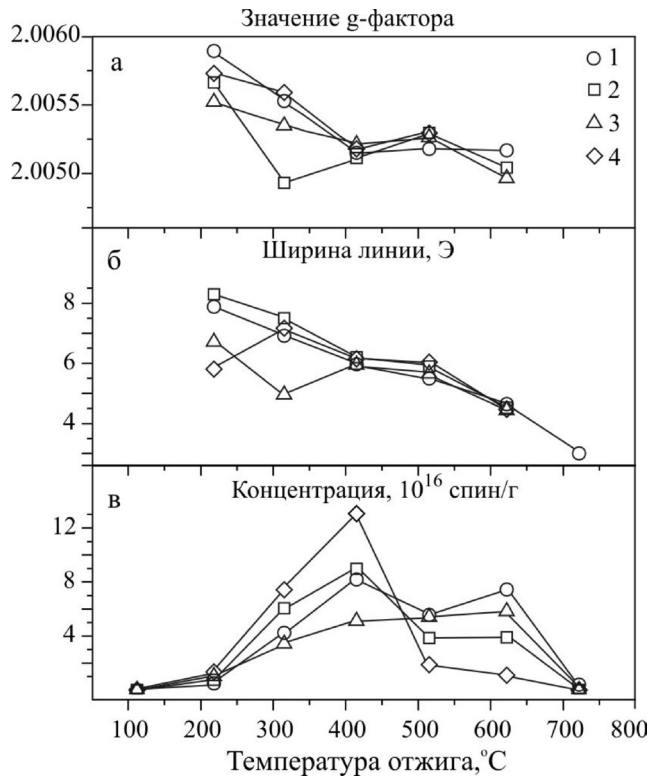 Значение g-фактора
2.0060
2.0055
2.0050
а
1
2
3
4
Ширина линии, Э
б
8
6
4
Концентрация, 10¹⁶ спин/г
в
12
8
4
100 200 300 400 500 600 700 800
Температура отжига,°C